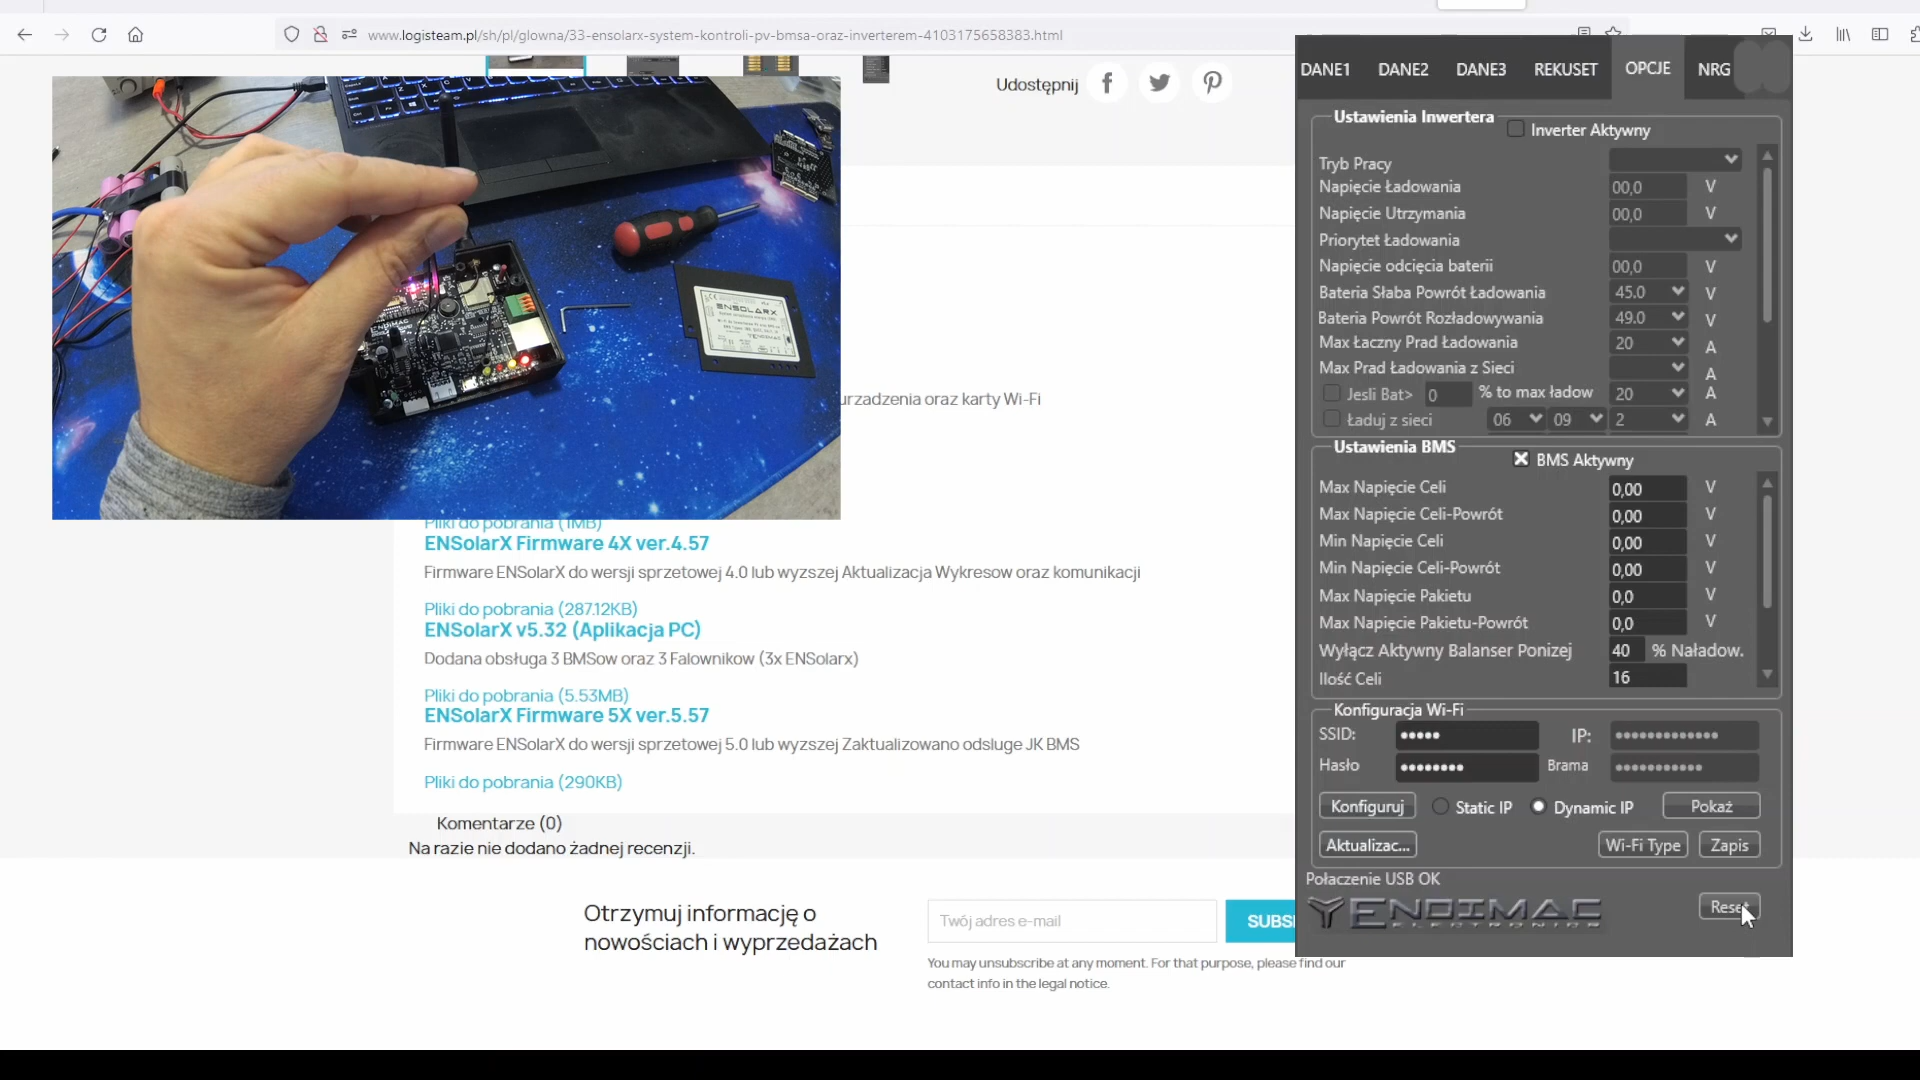 www.logisteam.pl/sh/pl/glowna/33-ensolarx-system-kontroli-pv-bmsa-oraz-inverterem-4103175658383.html
Udostępnij
ENSOLARX
ENDIMAC
urzadzenia oraz karty Wi-Fi
Pliki do pobrania (1MB)
ENSolarX Firmware 4X ver.4.57
Firmware ENSolarX do wersji sprzetowej 4.0 lub wyzszej Aktualizacja Wykresow oraz komunikacji
Pliki do pobrania (287.12KB)
ENSolarX v5.32 (Aplikacja PC)
Dodana obsługa 3 BMSow oraz 3 Falownikow (3x ENSolarx)
Pliki do pobrania (5.53MB)
ENSolarX Firmware 5X ver.5.57
Firmware ENSolarX do wersji sprzetowej 5.0 lub wyzszej Zaktualizowano odsluge JK BMS
Pliki do pobrania (290KB)
Komentarze (0)
Na razie nie dodano żadnej recenzji.
Otrzymuj informację o
nowościach i wyprzedażach
Twój adres e-mail
SUBS
You may unsubscribe at any moment. For that purpose, please find our
contact info in the legal notice.
DANE1 DANE2 DANE3 REKUSET OPCJE NRG
Ustawienia Inwertera
Inverter Aktywny
Tryb Pracy
Napięcie Ładowania 00,0 V
Napięcie Utrzymania 00,0 V
Priorytet Ładowania
Napięcie odcięcia baterii 00,0 V
Bateria Słaba Powrót Ładowania 45.0 V
Bateria Powrót Rozładowywania 49.0 V
Max Łaczny Prad Ładowania 20 A
Max Prad Ładowania z Sieci A
Jesli Bat> 0 % to max ładow 20 A
Ładuj z sieci 06 09 2 A
Ustawienia BMS
BMS Aktywny
Max Napięcie Celi 0,00 V
Max Napięcie Celi-Powrót 0,00 V
Min Napięcie Celi 0,00 V
Min Napięcie Celi-Powrót 0,00 V
Max Napięcie Pakietu 0,0 V
Max Napięcie Pakietu-Powrót 0,0 V
Wyłącz Aktywny Balanser Ponizej 40 % Naładow.
Ilość Celi 16
Konfiguracja Wi-Fi
SSID: ••••• IP: •••••••••••••
Hasło •••••••• Brama •••••••••••
Konfiguruj Static IP Dynamic IP Pokaż
Aktualizac... Wi-Fi Type Zapis
Połaczenie USB OK
ENDIMAC
ELECTRONICS
Reset